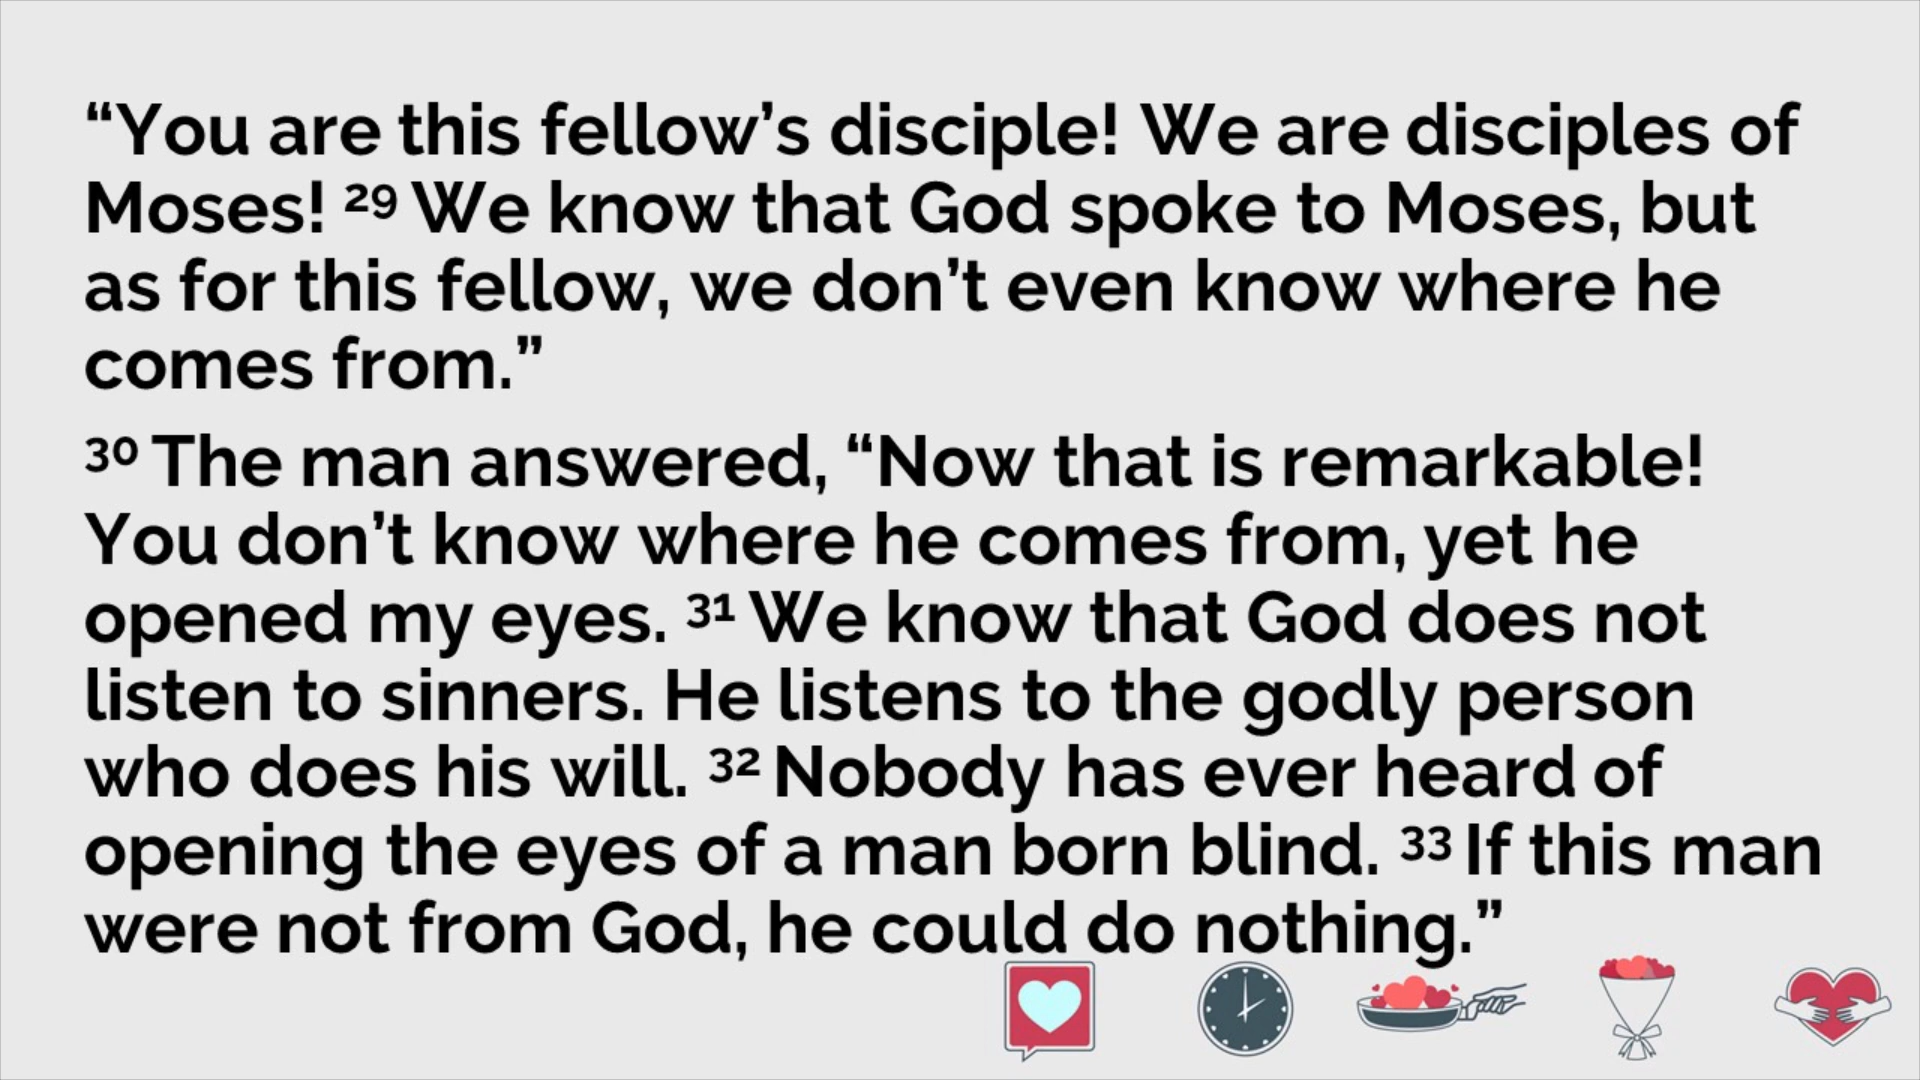 “You are this fellow’s disciple! We are disciples of
Moses! ²⁹ We know that God spoke to Moses, but
as for this fellow, we don’t even know where he
comes from.”
³⁰ The man answered, “Now that is remarkable!
You don’t know where he comes from, yet he
opened my eyes. ³¹ We know that God does not
listen to sinners. He listens to the godly person
who does his will. ³² Nobody has ever heard of
opening the eyes of a man born blind. ³³ If this man
were not from God, he could do nothing.”